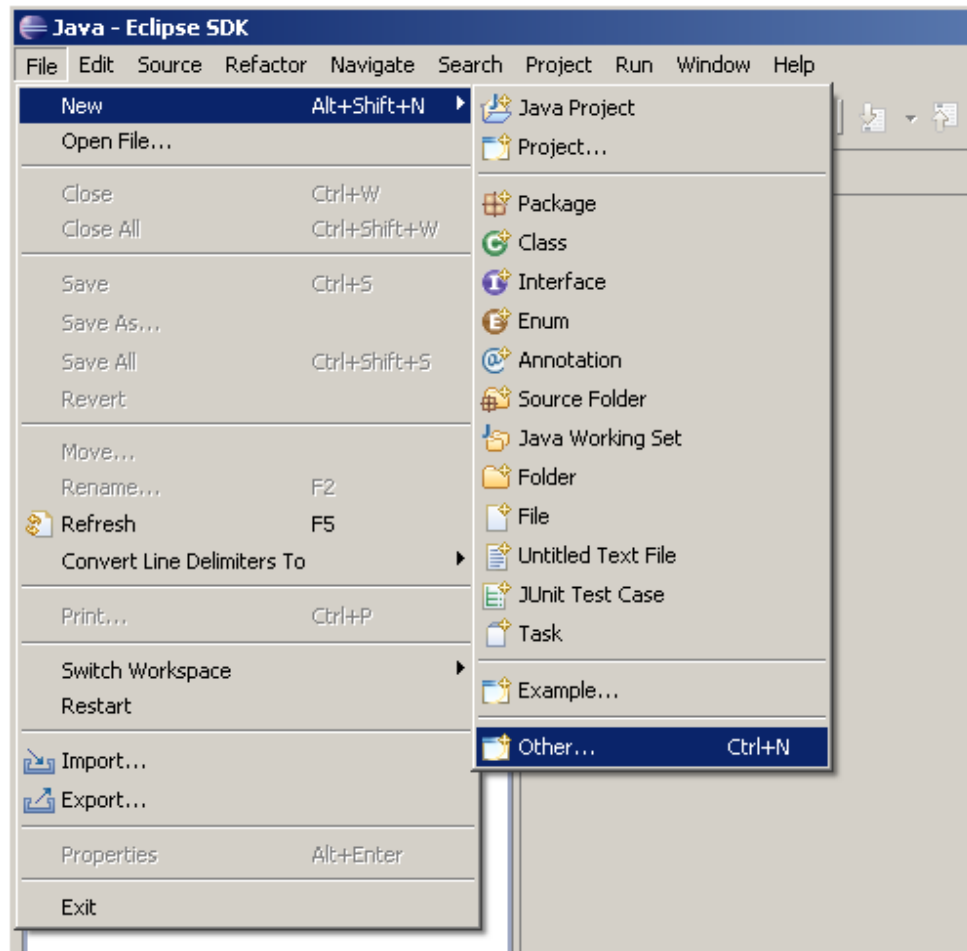 Java - Eclipse SDK
File Edit Source Refactor Navigate Search Project Run Window Help
New Alt+Shift+N
Open File...
Close Ctrl+W
Close All Ctrl+Shift+W
Save Ctrl+S
Save As...
Save All Ctrl+Shift+S
Revert
Move...
Rename... F2
Refresh F5
Convert Line Delimiters To
Print... Ctrl+P
Switch Workspace
Restart
Import...
Export...
Properties Alt+Enter
Exit
Java Project
Project...
Package
Class
Interface
Enum
Annotation
Source Folder
Java Working Set
Folder
File
Untitled Text File
JUnit Test Case
Task
Example...
Other... Ctrl+N